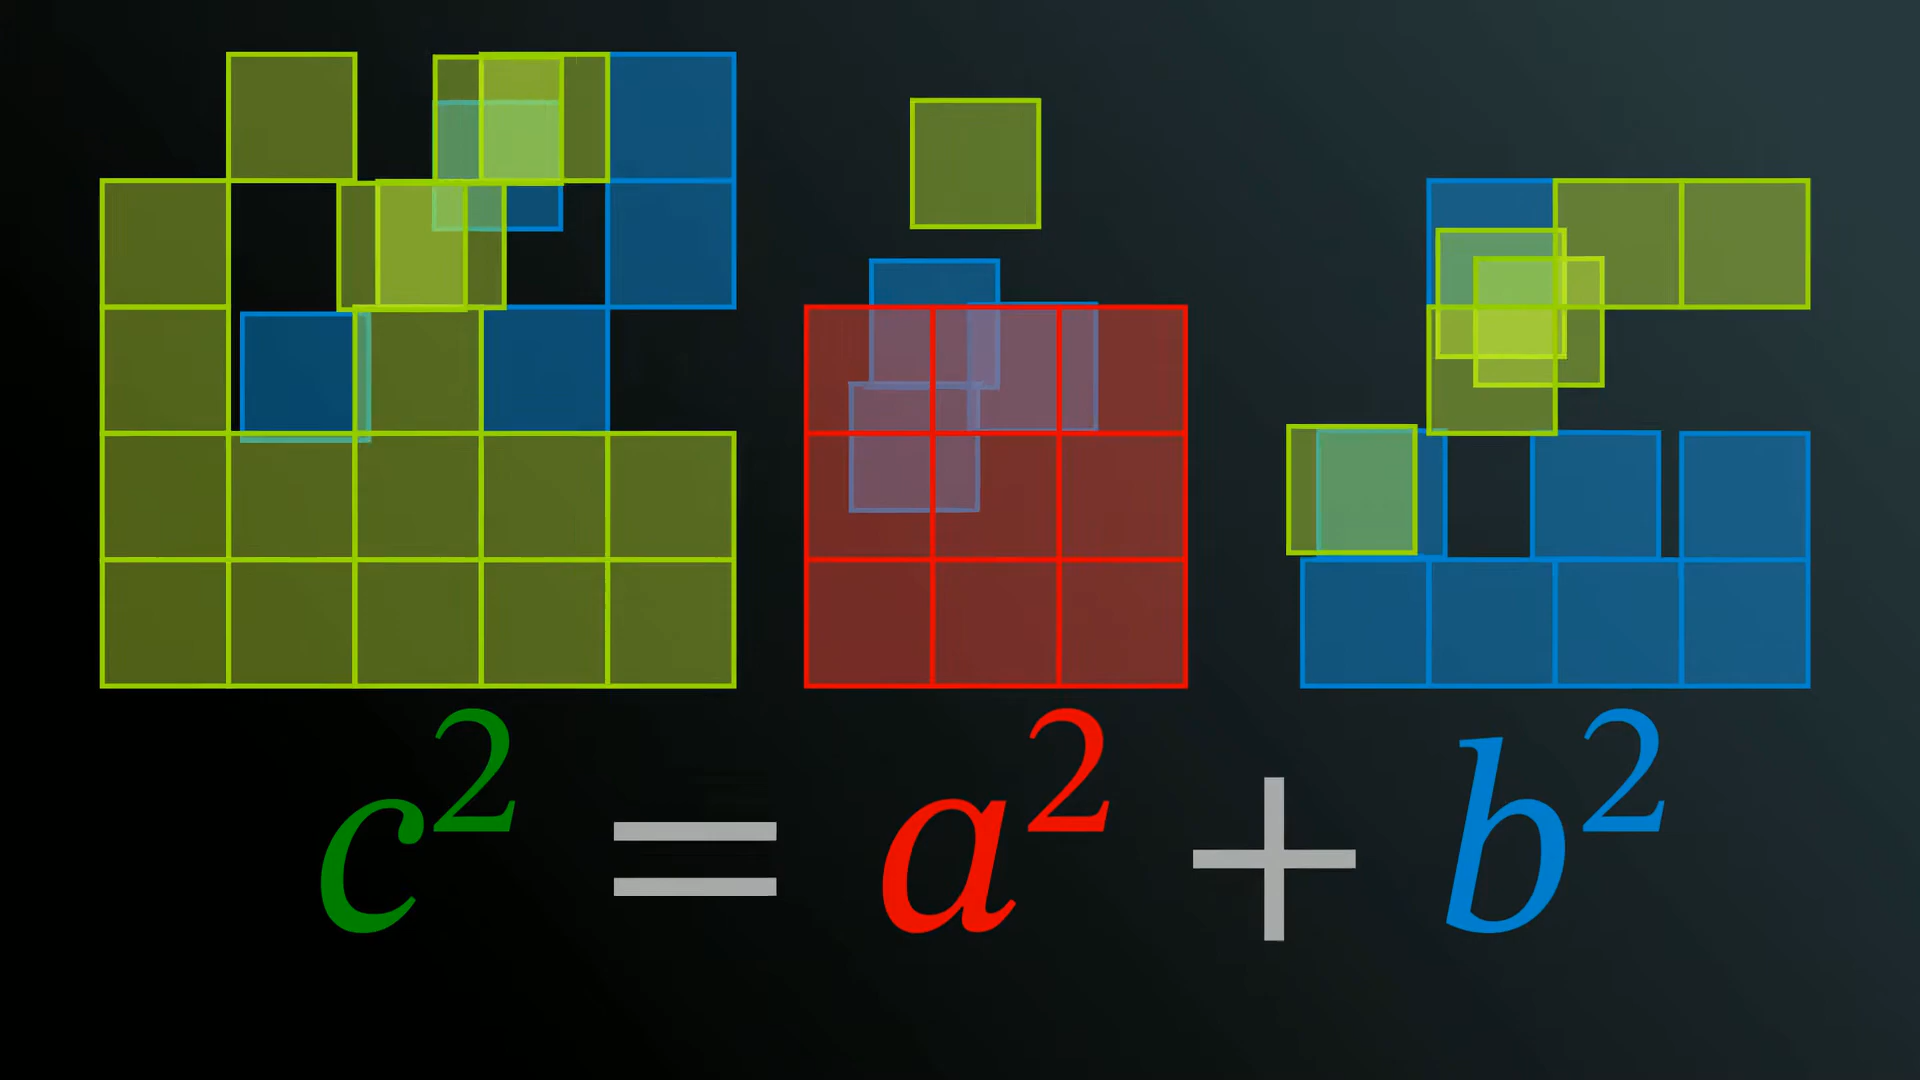 c² = a² + b²